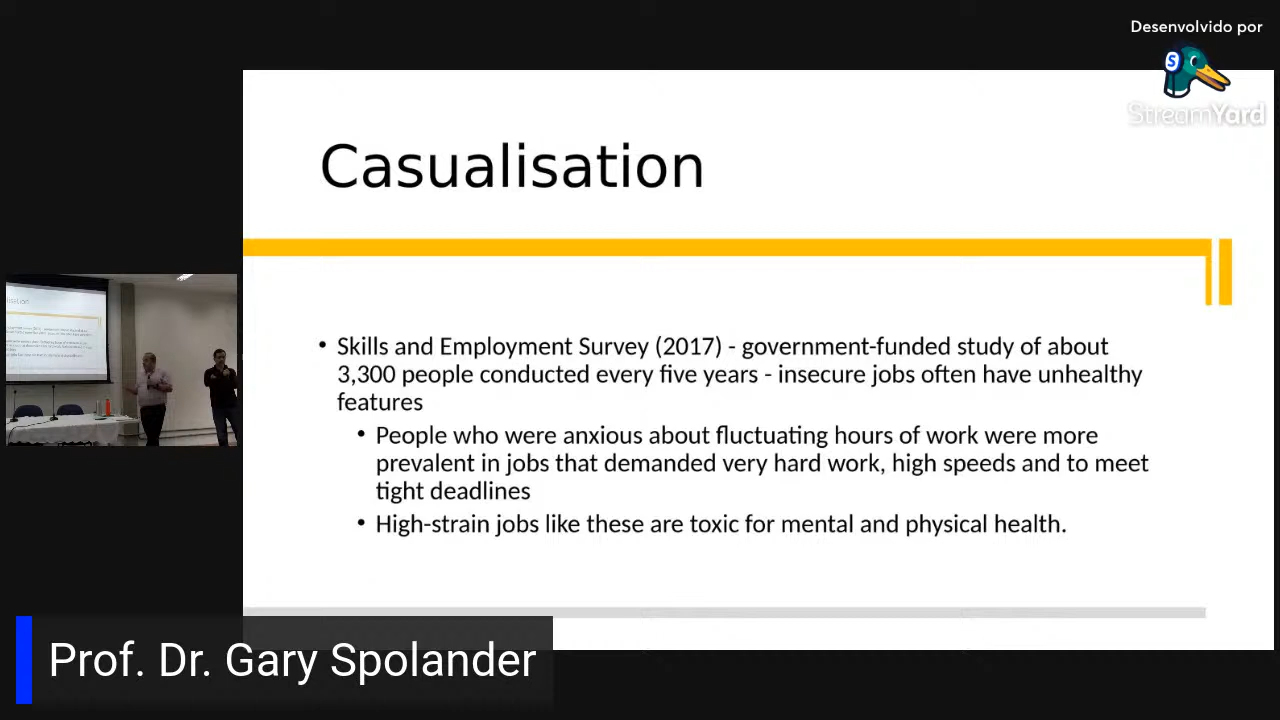 Desenvolvido por
StreamYard
Casualisation
• Skills and Employment Survey (2017) - government-funded study of about
3,300 people conducted every five years - insecure jobs often have unhealthy
features
• People who were anxious about fluctuating hours of work were more
prevalent in jobs that demanded very hard work, high speeds and to meet
tight deadlines
• High-strain jobs like these are toxic for mental and physical health.
Prof. Dr. Gary Spolander